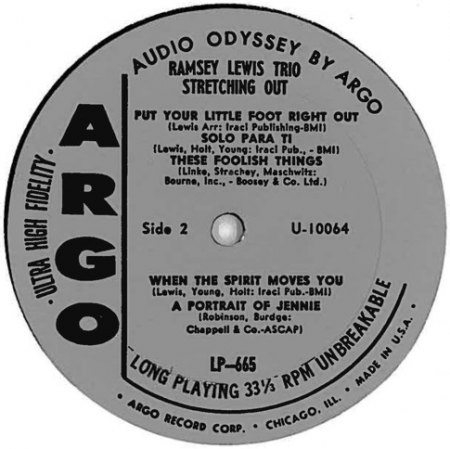 AUDIO ODYSSEY BY ARGO
RAMSEY LEWIS TRIO
STRETCHING OUT
PUT YOUR LITTLE FOOT RIGHT OUT
(Lewis Arr: Iraci Publishing-BMI)
SOLO PARA TI
(Lewis, Holt, Young: Iraci Pub., - BMI)
THESE FOOLISH THINGS
(Linke, Strachey, Maschwitz:
Bourne, Inc., - Boosey & Co. Ltd.)
Side 2
U-10064
WHEN THE SPIRIT MOVES YOU
(Lewis, Young, Holt: Iraci Pub.-BMI)
A PORTRAIT OF JENNIE
(Robinson, Burdge:
Chappell & Co.-ASCAP)
LP-665
LONG PLAYING 33⅓ RPM UNBREAKABLE
• ARGO RECORD CORP. • CHICAGO, ILL. • MADE IN U.S.A. •
• ULTRA HIGH FIDELITY •
ARGO